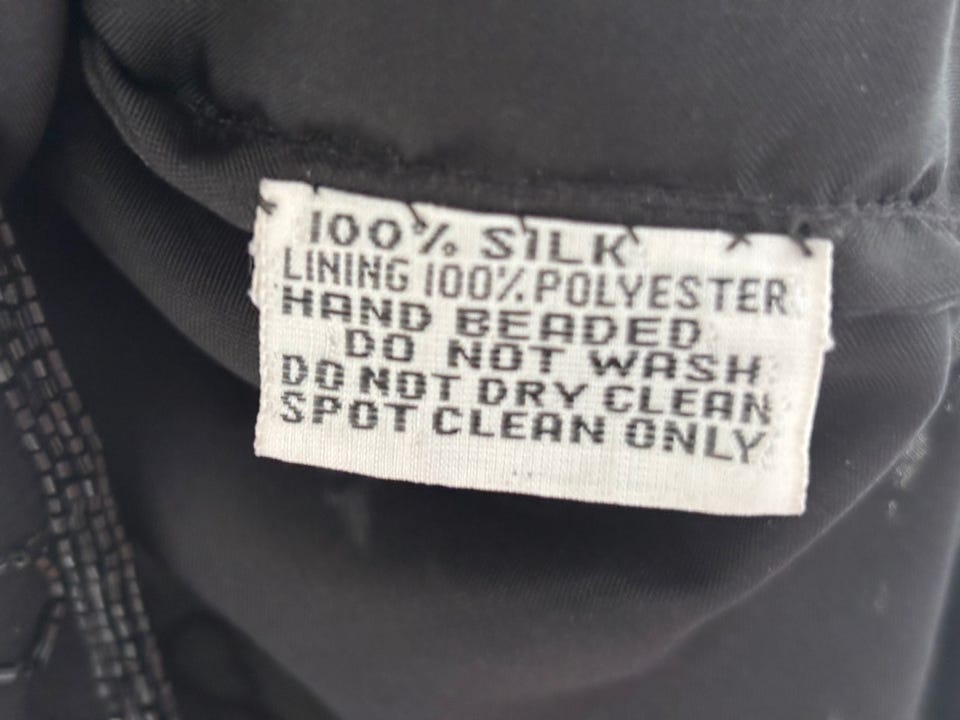 100% SILK
LINING 100% POLYESTER
HAND BEADED
DO NOT WASH
DO NOT DRY CLEAN
SPOT CLEAN ONLY